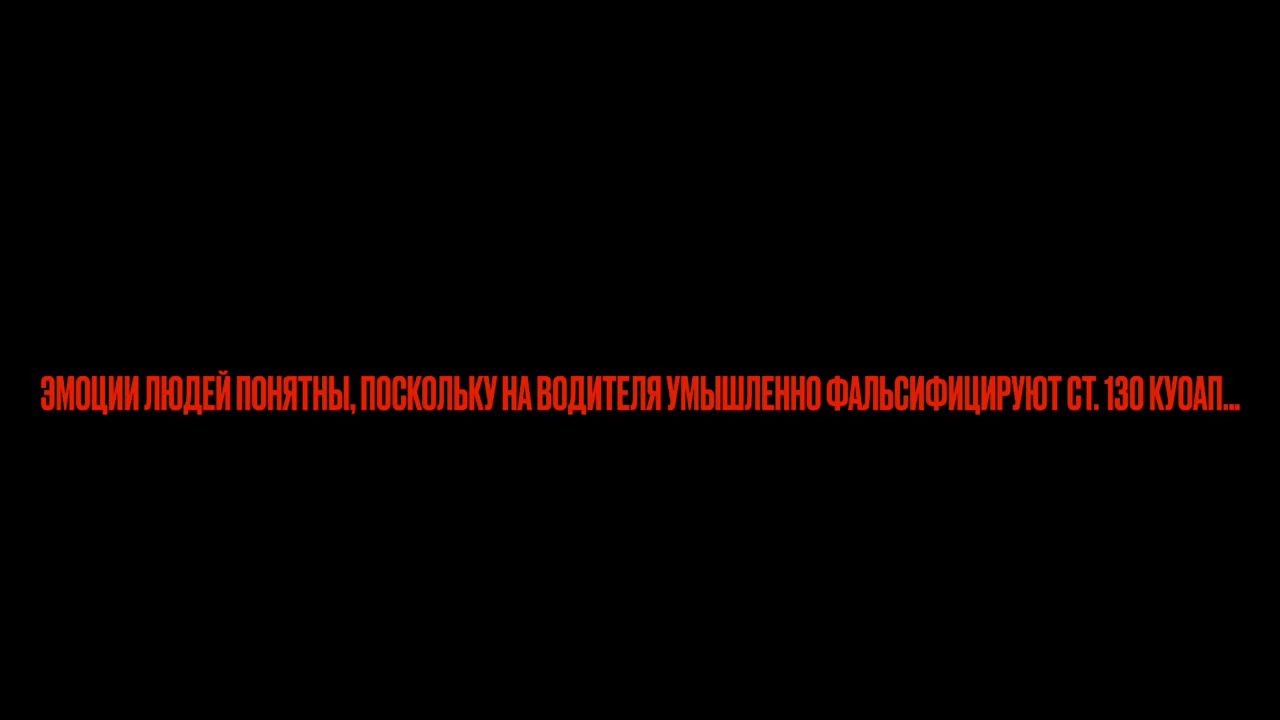 ЭМОЦИИ ЛЮДЕЙ ПОНЯТНЫ, ПОСКОЛЬКУ НА ВОДИТЕЛЯ УМЫШЛЕННО ФАЛЬСИФИЦИРУЮТ СТ. 130 КУОАП...